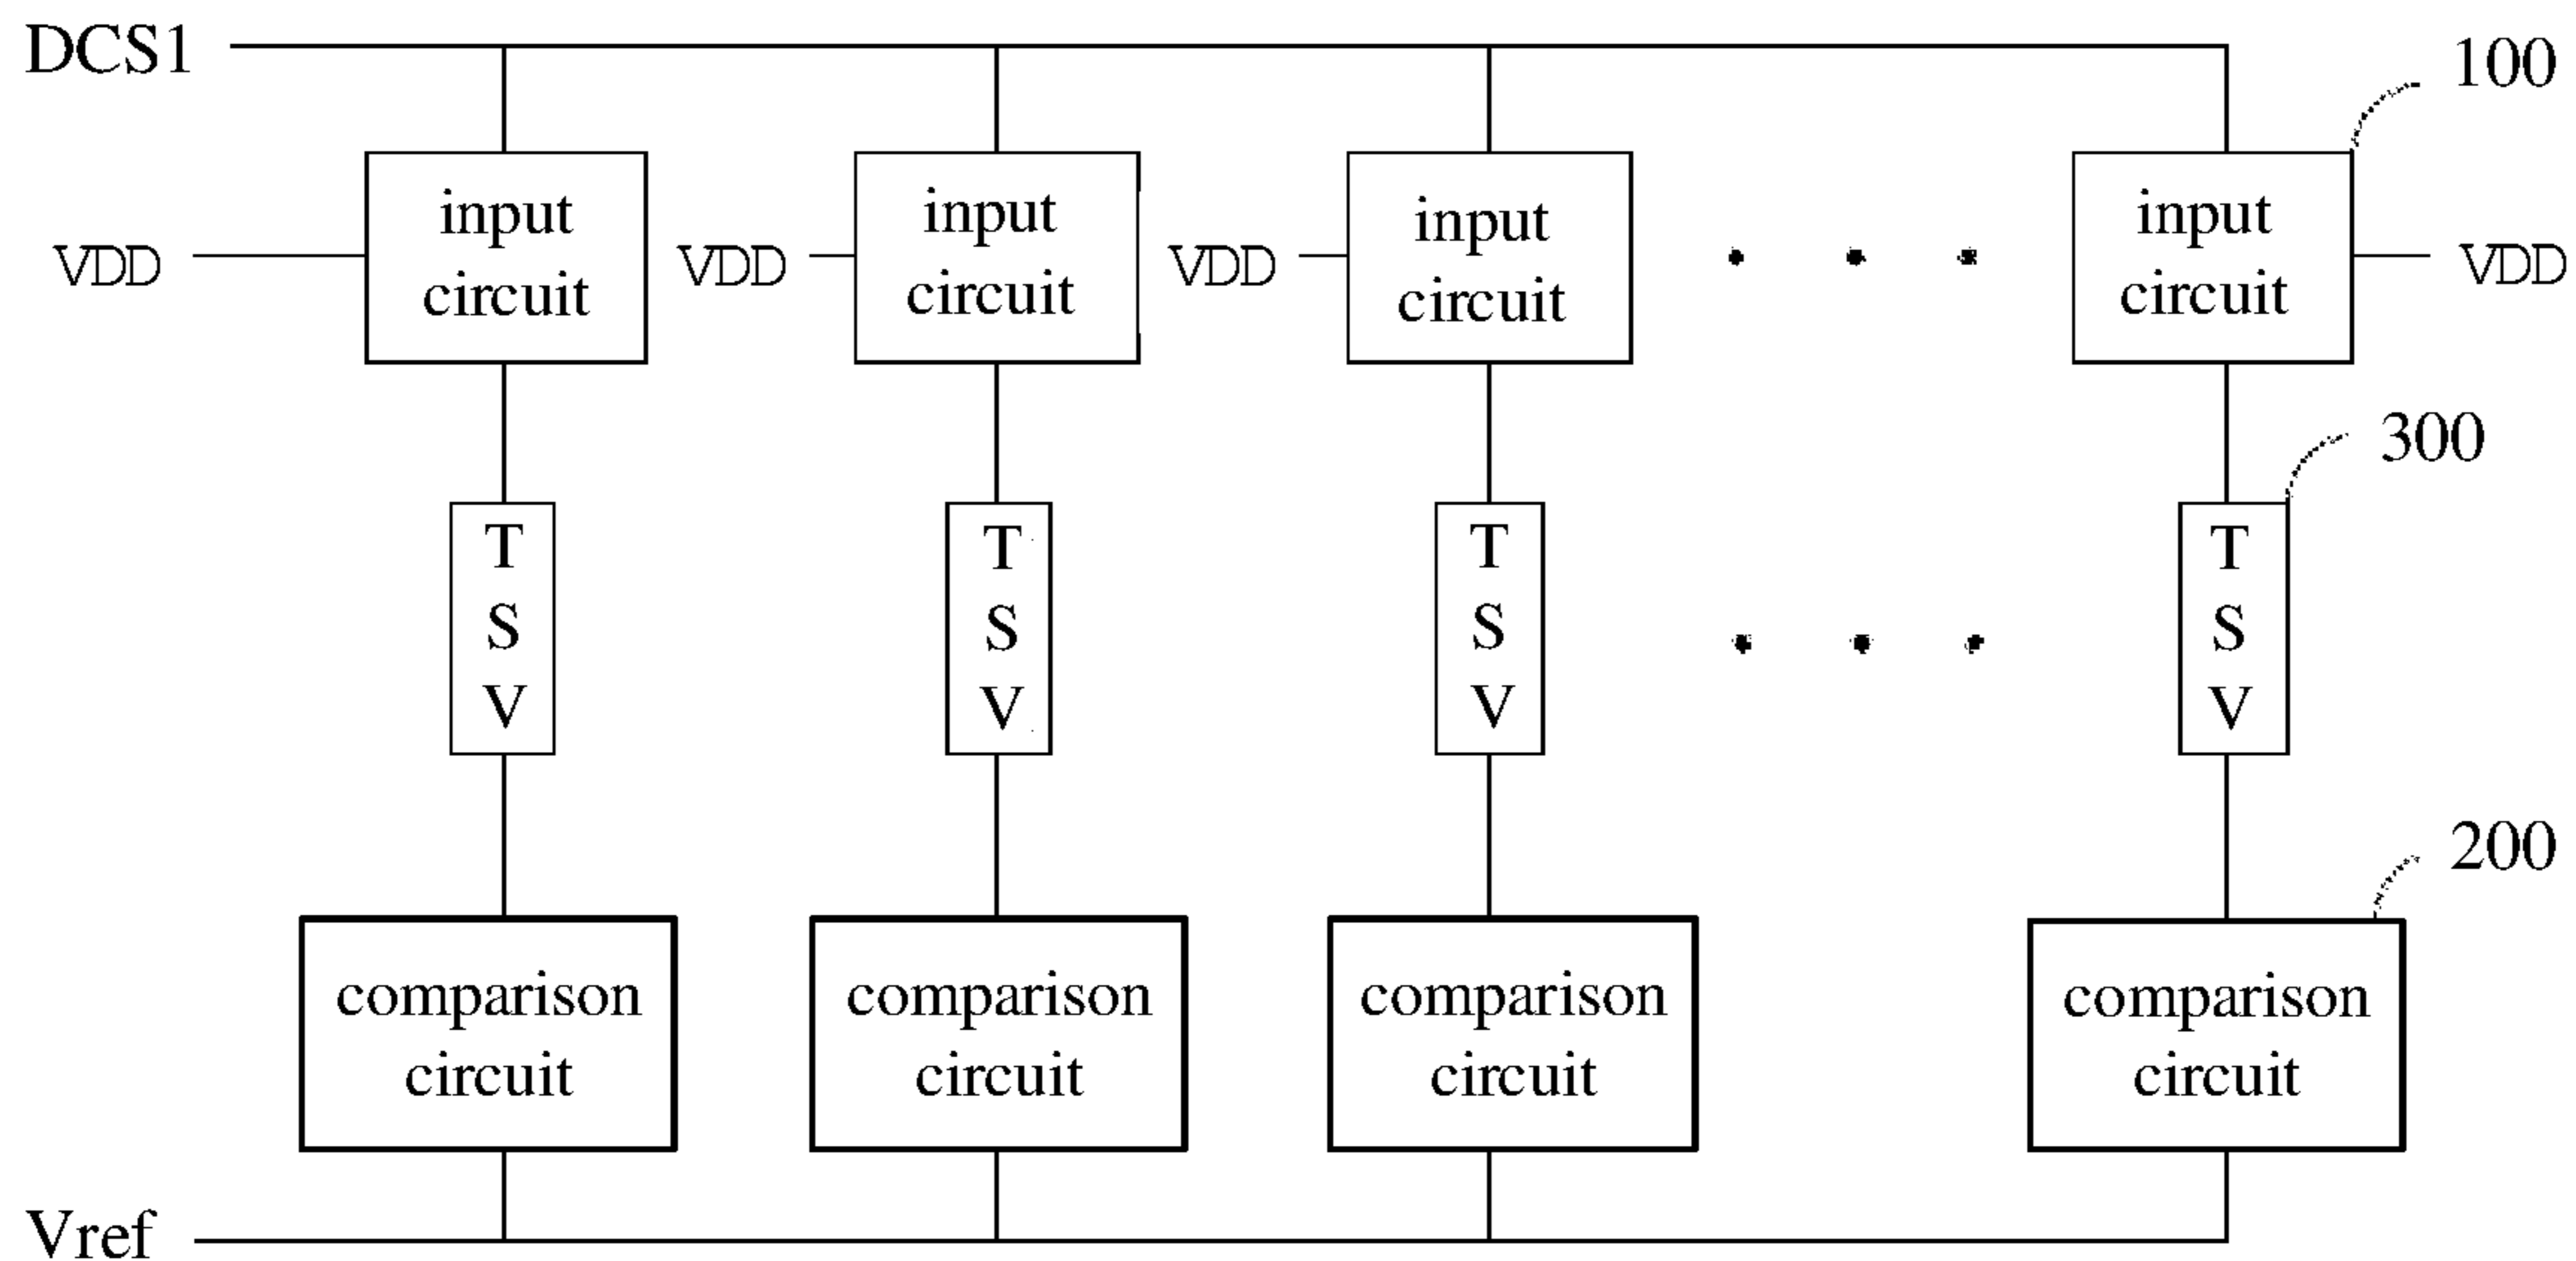 DCS1
100
input
circuit
input
circuit
input
circuit
input
circuit
VDD
VDD
VDD
VDD
300
T
S
V
T
S
V
T
S
V
T
S
V
200
comparison
circuit
comparison
circuit
comparison
circuit
comparison
circuit
Vref